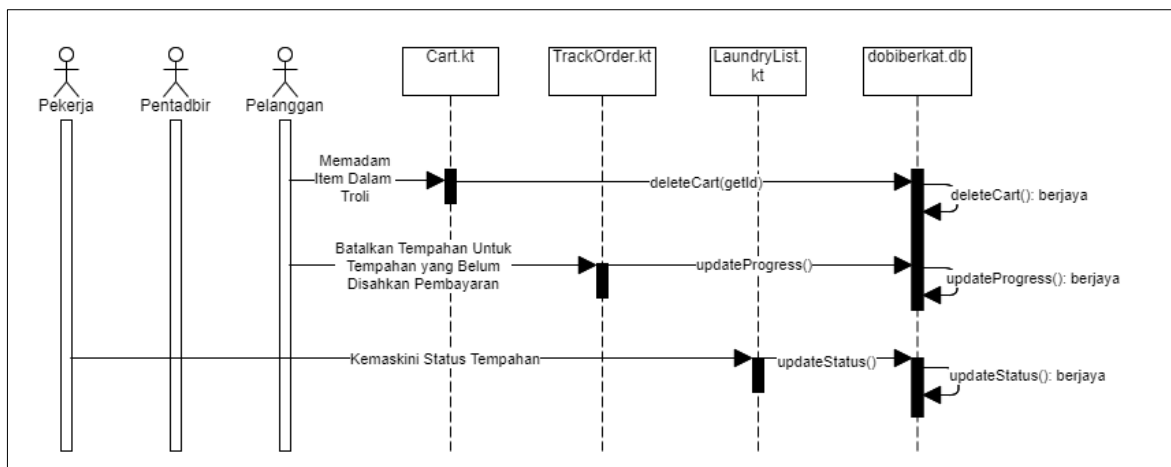 Cart.kt
TrackOrder.kt
LaundryList.
kt
dobiberkat.db
Pekerja
Pentadbir
Pelanggan
Memadam
Item Dalam
Troli
deleteCart(getId)
deleteCart(): berjaya
Batalkan Tempahan Untuk
Tempahan yang Belum
Disahkan Pembayaran
updateProgress()
updateProgress(): berjaya
Kemaskini Status Tempahan
updateStatus()
updateStatus(): berjaya